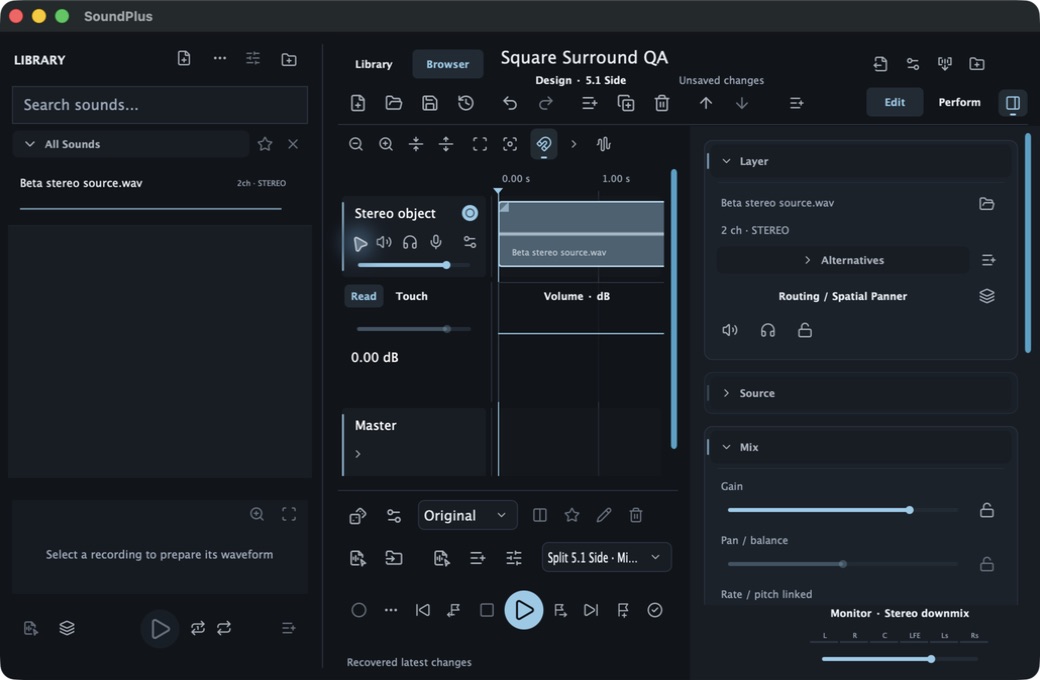 SoundPlus
LIBRARY
Search sounds...
All Sounds
Beta stereo source.wav
2ch · STEREO
Select a recording to prepare its waveform
Library
Browser
Square Surround QA
Design · 5.1 Side
Unsaved changes
Edit
Perform
0.00 s
1.00 s
Stereo object
Beta stereo source.wav
Read
Touch
Volume · dB
0.00 dB
Master
Original
Split 5.1 Side · Mi...
Recovered latest changes
Layer
Beta stereo source.wav
2 ch · STEREO
Alternatives
Routing / Spatial Panner
Source
Mix
Gain
Pan / balance
Rate / pitch linked
Monitor · Stereo downmix
L R C LFE Ls Rs